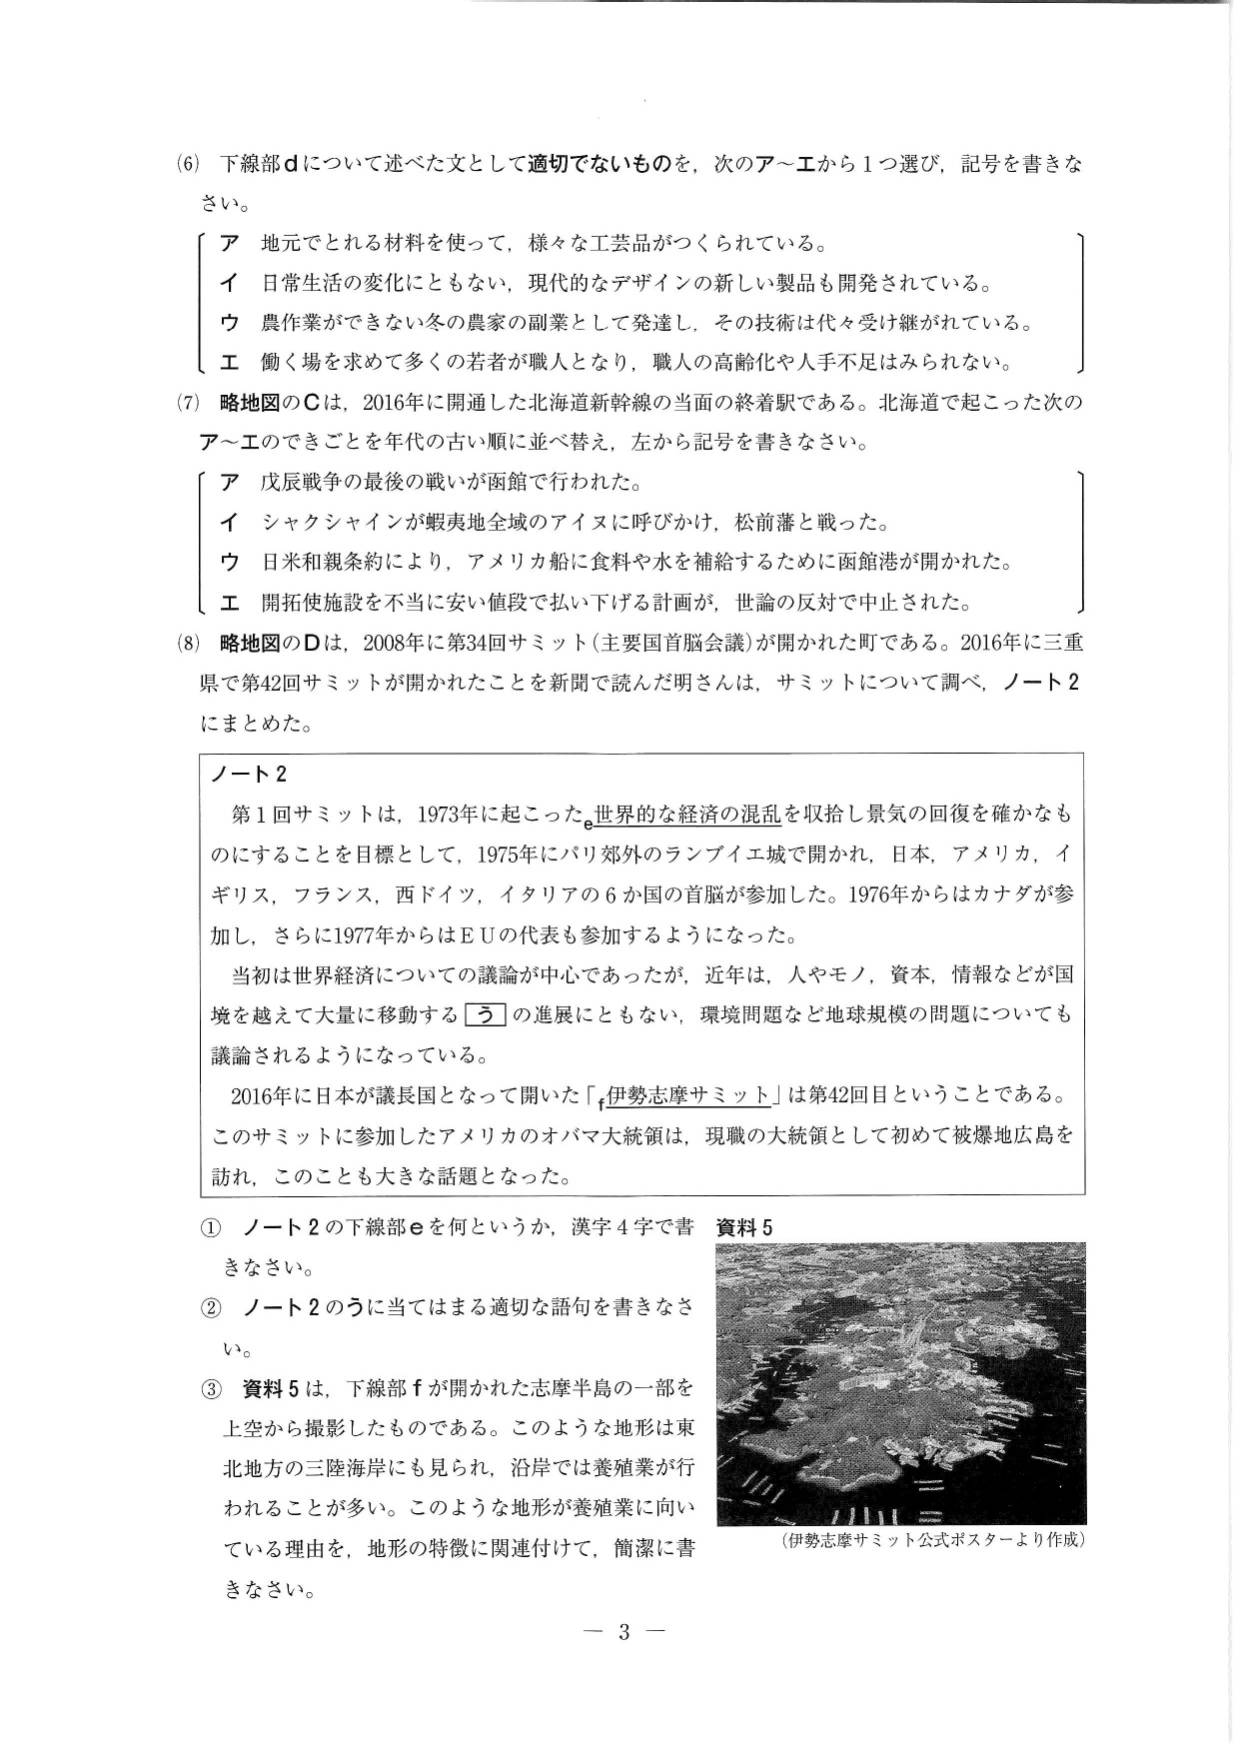 (6) 下線部dについて述べた文として適切でないものを，次のア～エから1つ選び，記号を書きな
さい。
ア 地元でとれる材料を使って，様々な工芸品がつくられている。
イ 日常生活の変化にともない，現代的なデザインの新しい製品も開発されている。
ウ 農作業ができない冬の農家の副業として発達し，その技術は代々受け継がれている。
エ 働く場を求めて多くの若者が職人となり，職人の高齢化や人手不足はみられない。
(7) 略地図のCは，2016年に開通した北海道新幹線の当面の終着駅である。北海道で起こった次の
ア～エのできごとを年代の古い順に並べ替え，左から記号を書きなさい。
ア 戊辰戦争の最後の戦いが函館で行われた。
イ シャクシャインが蝦夷地全域のアイヌに呼びかけ，松前藩と戦った。
ウ 日米和親条約により，アメリカ船に食料や水を補給するために函館港が開かれた。
エ 開拓使施設を不当に安い値段で払い下げる計画が，世論の反対で中止された。
(8) 略地図のDは，2008年に第34回サミット(主要国首脳会議)が開かれた町である。2016年に三重
県で第42回サミットが開かれたことを新聞で読んだ明さんは，サミットについて調べ，ノート2
にまとめた。
ノート2
第1回サミットは，1973年に起こったe世界的な経済の混乱を収拾し景気の回復を確かなも
のにすることを目標として，1975年にパリ郊外のランブイエ城で開かれ，日本，アメリカ，イ
ギリス，フランス，西ドイツ，イタリアの6か国の首脳が参加した。1976年からはカナダが参
加し，さらに1977年からはEUの代表も参加するようになった。
当初は世界経済についての議論が中心であったが，近年は，人やモノ，資本，情報などが国
境を越えて大量に移動する う の進展にともない，環境問題など地球規模の問題についても
議論されるようになっている。
2016年に日本が議長国となって開いた「f伊勢志摩サミット」は第42回目ということである。
このサミットに参加したアメリカのオバマ大統領は，現職の大統領として初めて被爆地広島を
訪れ，このことも大きな話題となった。
① ノート2の下線部eを何というか，漢字4字で書
きなさい。
② ノート2のうに当てはまる適切な語句を書きなさ
い。
③ 資料5は，下線部fが開かれた志摩半島の一部を
上空から撮影したものである。このような地形は東
北地方の三陸海岸にも見られ，沿岸では養殖業が行
われることが多い。このような地形が養殖業に向い
ている理由を，地形の特徴に関連付けて，簡潔に書
きなさい。
資料5
(伊勢志摩サミット公式ポスターより作成)
— 3 —